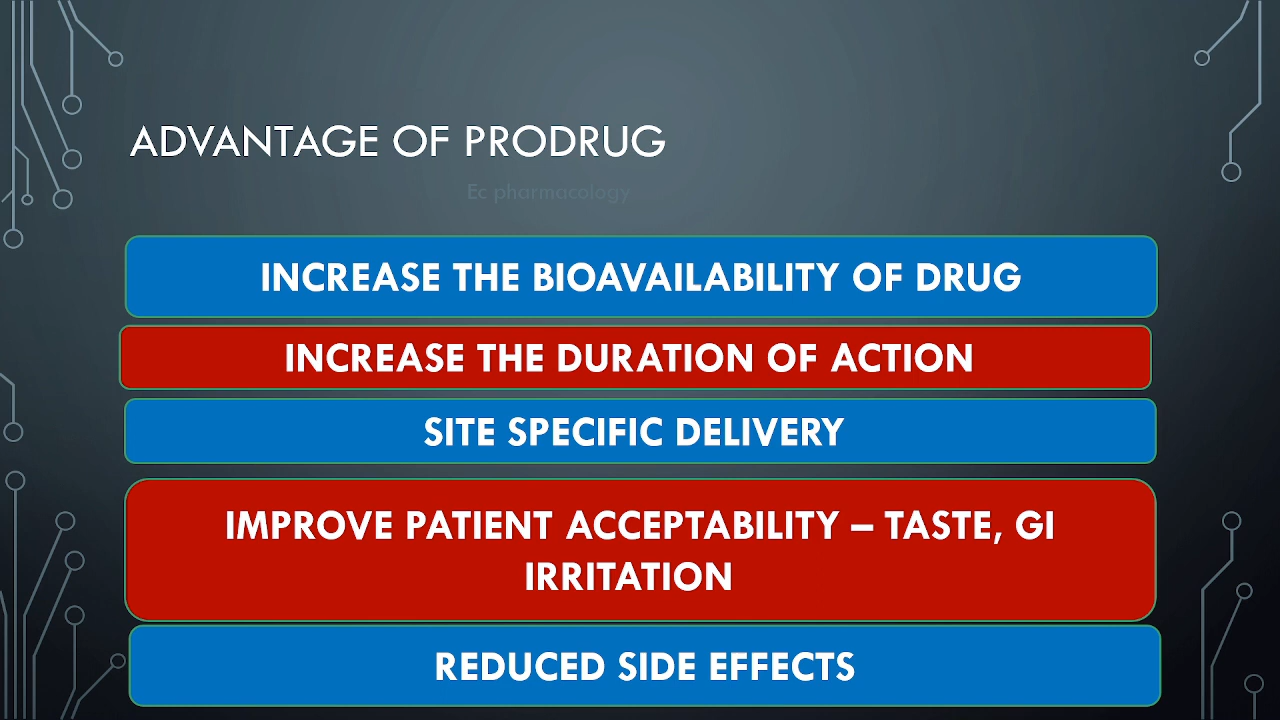 ADVANTAGE OF PRODRUG
Ec pharmacology
INCREASE THE BIOAVAILABILITY OF DRUG
INCREASE THE DURATION OF ACTION
SITE SPECIFIC DELIVERY
IMPROVE PATIENT ACCEPTABILITY – TASTE, GI
IRRITATION
REDUCED SIDE EFFECTS